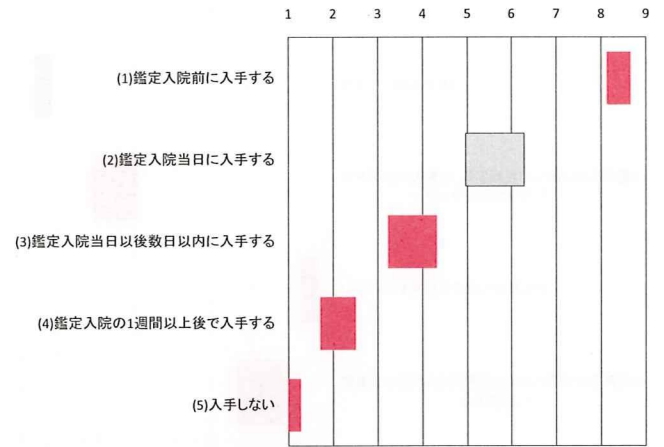 1 2 3 4 5 6 7 8 9
(1)鑑定入院前に入手する
(2)鑑定入院当日に入手する
(3)鑑定入院当日以後数日以内に入手する
(4)鑑定入院の1週間以上後で入手する
(5)入手しない